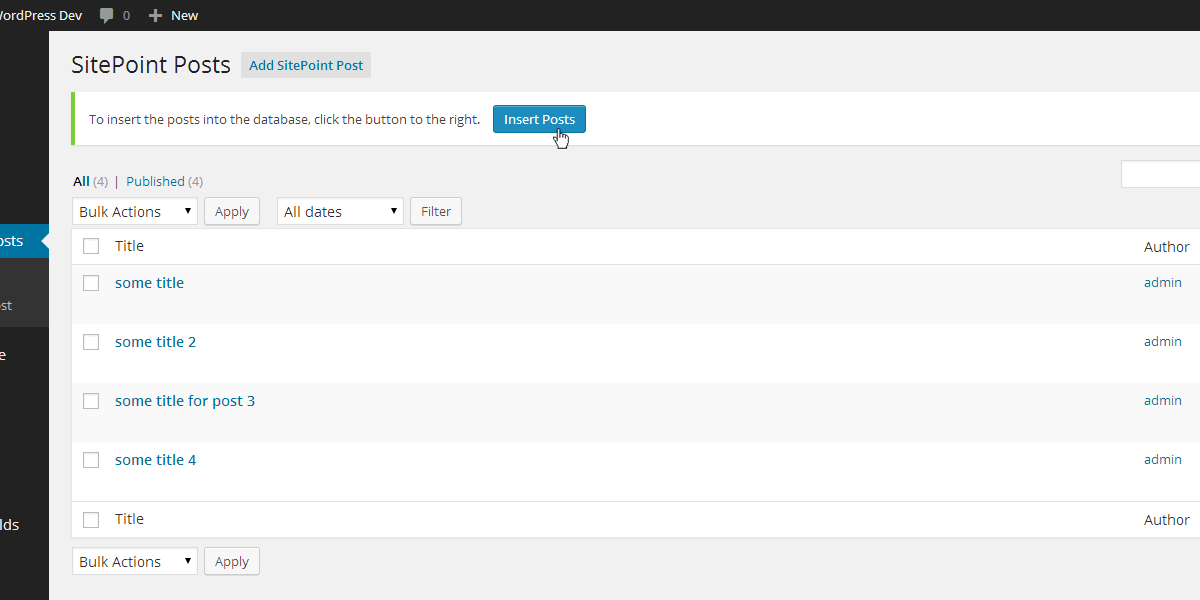 WordPress Dev 0 New
SitePoint Posts Add SitePoint Post
To insert the posts into the database, click the button to the right. Insert Posts
All (4) | Published (4)
Bulk Actions Apply All dates Filter
Title Author
some title admin
some title 2 admin
some title for post 3 admin
some title 4 admin
Title Author
Bulk Actions Apply
osts
st
e
lds